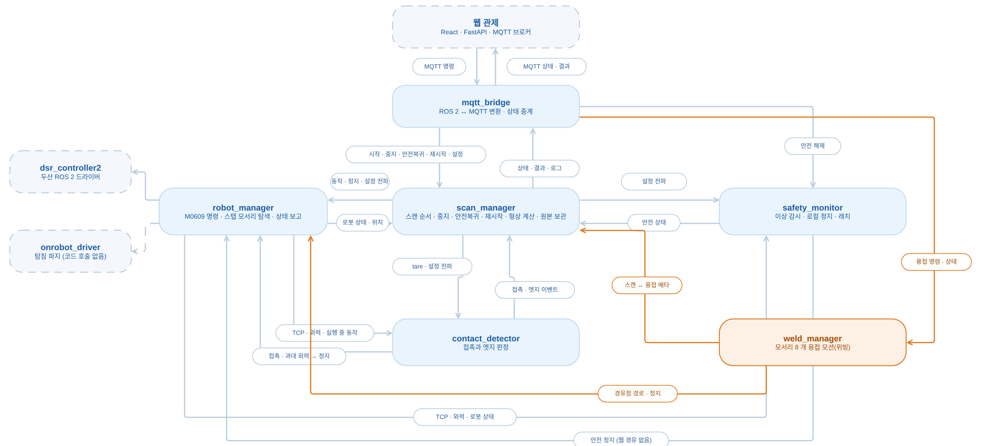 웹 관제
React · FastAPI · MQTT 브로커
MQTT 명령
MQTT 상태 · 결과
mqtt_bridge
ROS 2 ↔ MQTT 변환 · 상태 중계
안전 해제
시작 · 중지 · 안전복귀 · 재시작 · 설정
상태 · 결과 · 로그
dsr_controller2
두산 ROS 2 드라이버
동작 · 정지 · 설정 전파
설정 전파
robot_manager
M0609 명령 · 스텝 모서리 탐색 · 상태 보고
scan_manager
스캔 순서 · 중지 · 안전복귀 · 재시작 · 형상 계산 · 원본 보관
safety_monitor
이상 감시 · 로컬 정지 · 래치
로봇 상태 · 위치
안전 상태
onrobot_driver
탐침 파지 (코드 호출 없음)
tare · 설정 전파
용접 명령 · 상태
접촉 · 엣지 이벤트
스캔 ↔ 용접 배타
TCP · 외력 · 실행 중 동작
contact_detector
접촉과 엣지 판정
weld_manager
모서리 8 개 용접 모션(위빙)
접촉 · 과대 외력 → 정지
경유점 경로 · 정지
TCP · 외력 · 로봇 상태
안전 정지 (웹 경유 없음)